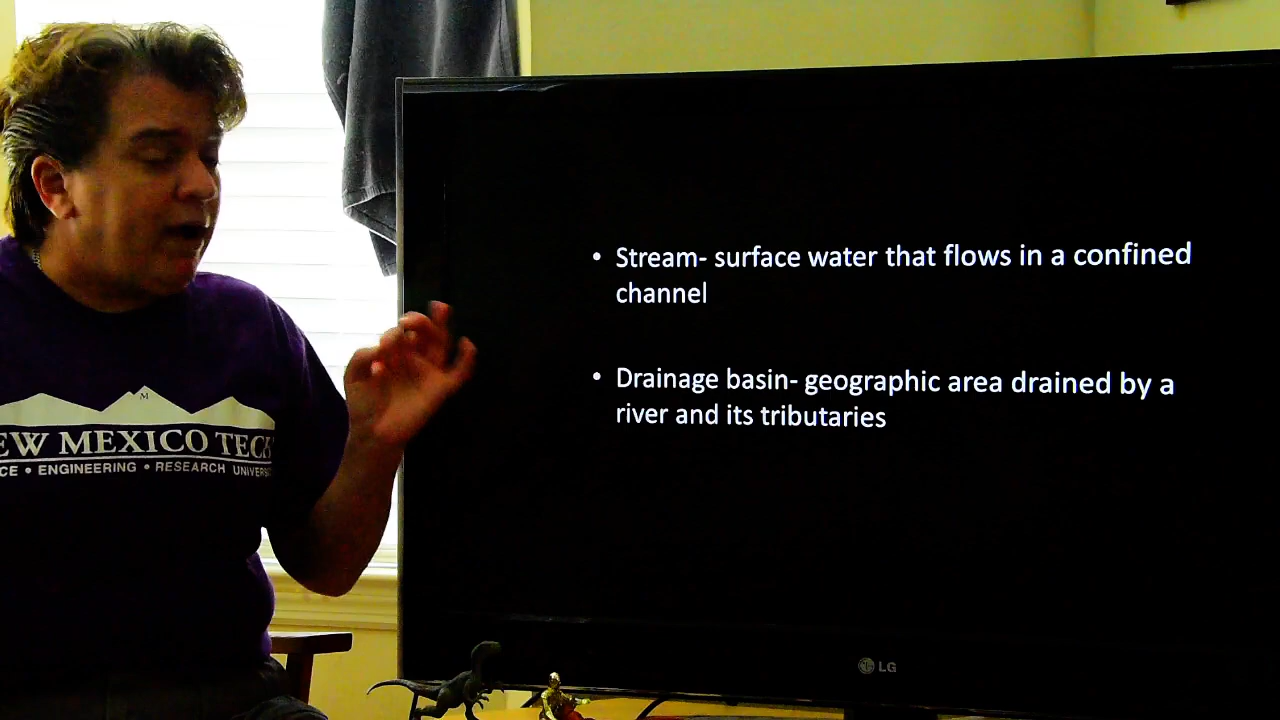 • Stream- surface water that flows in a confined
channel
• Drainage basin- geographic area drained by a
river and its tributaries
M
EW MEXICO TECH
CE • ENGINEERING • RESEARCH UNIVERS
LG